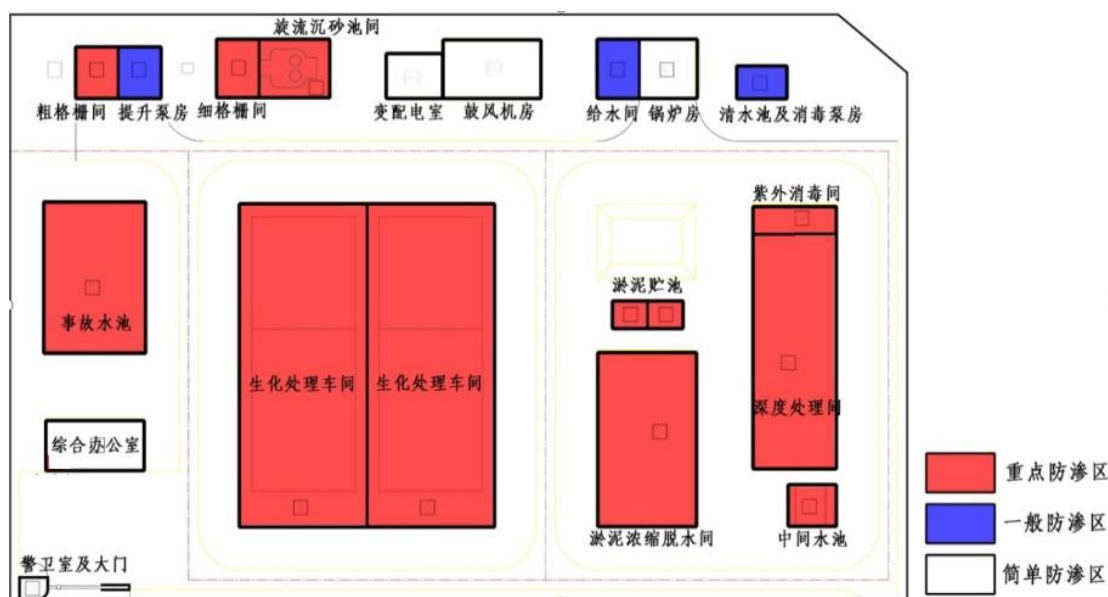 旋流沉砂池间
粗格栅间 提升泵房 细格栅间 变配电室 鼓风机房 给水间 锅炉房 清水池及消毒泵房
紫外消毒间
淤泥贮池
事故水池
生化处理车间 生化处理车间
深度处理间
综合办公室
重点防渗区
一般防渗区
淤泥浓缩脱水间 中间水池
警卫室及大门
简单防渗区